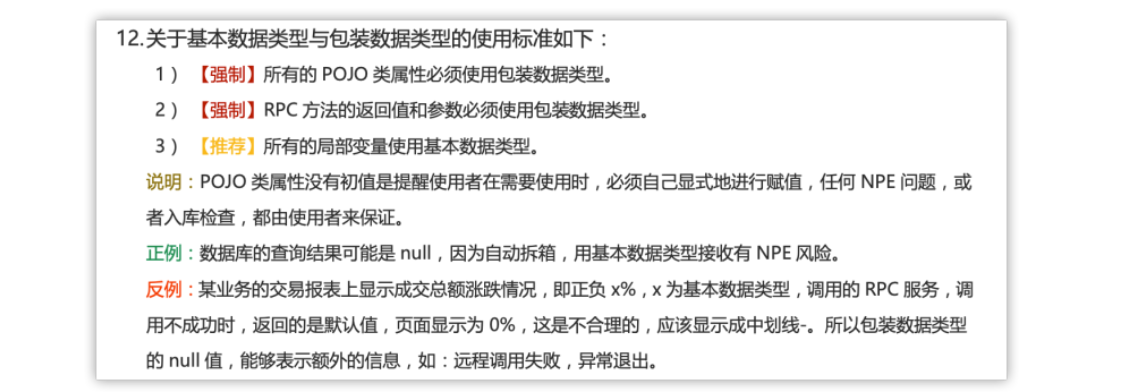 12.关于基本数据类型与包装数据类型的使用标准如下：
1） 【强制】所有的 POJO 类属性必须使用包装数据类型。
2） 【强制】RPC 方法的返回值和参数必须使用包装数据类型。
3） 【推荐】所有的局部变量使用基本数据类型。
说明：POJO 类属性没有初值是提醒使用者在需要使用时，必须自己显式地进行赋值，任何 NPE 问题，或
者入库检查，都由使用者来保证。
正例：数据库的查询结果可能是 null，因为自动拆箱，用基本数据类型接收有 NPE 风险。
反例：某业务的交易报表上显示成交总额涨跌情况，即正负 x%，x 为基本数据类型，调用的 RPC 服务，调
用不成功时，返回的是默认值，页面显示为 0%，这是不合理的，应该显示成中划线-。所以包装数据类型
的 null 值，能够表示额外的信息，如：远程调用失败，异常退出。